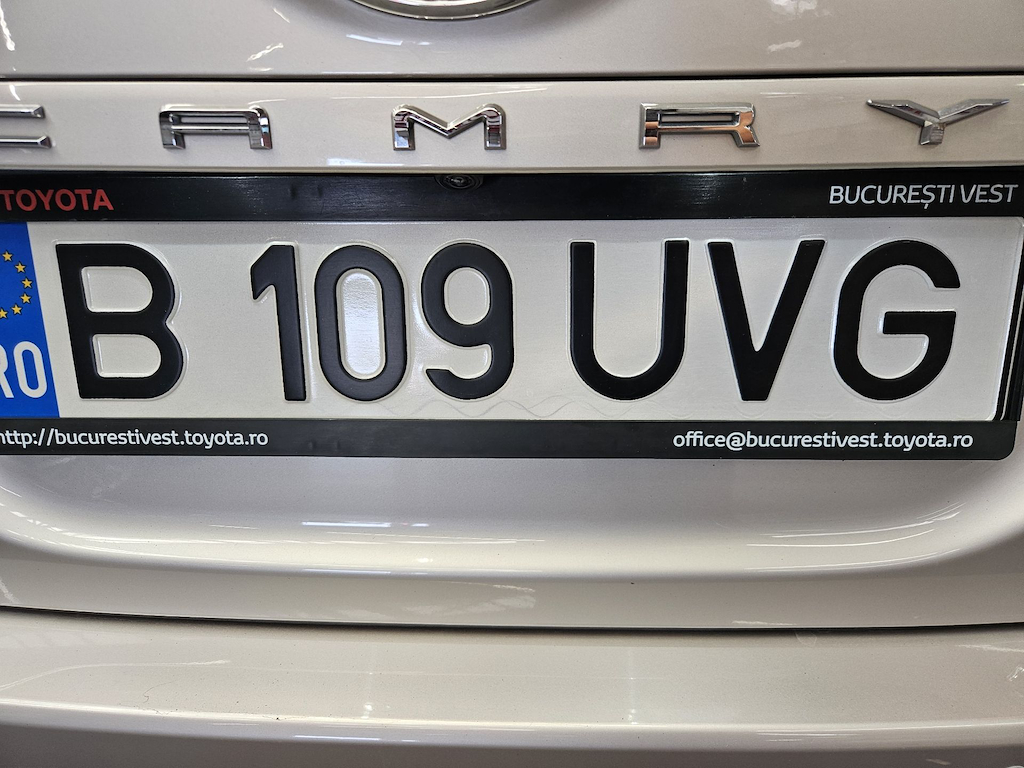 CAMRY
TOYOTA BUCUREȘTI VEST
RO B 109 UVG
http://bucurestivest.toyota.ro office@bucurestivest.toyota.ro